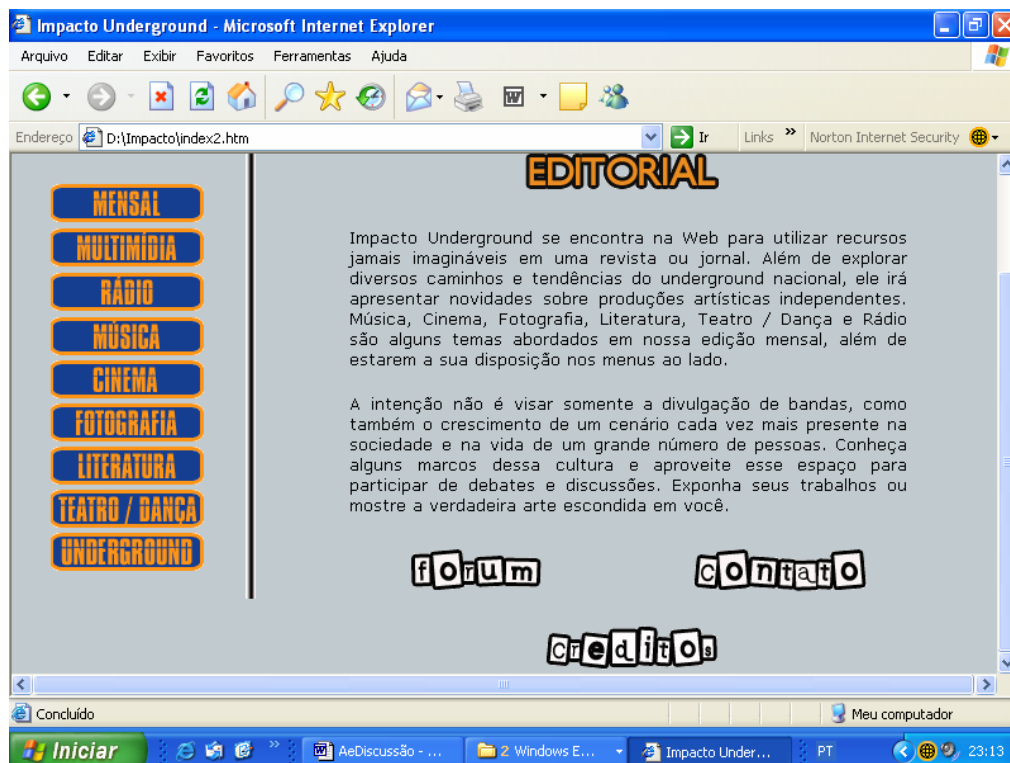 Impacto Underground - Microsoft Internet Explorer
Arquivo Editar Exibir Favoritos Ferramentas Ajuda
Endereço D:\Impacto\index2.htm Ir Links » Norton Internet Security
EDITORIAL
MENSAL
MULTIMÍDIA
RÁDIO
MÚSICA
CINEMA
FOTOGRAFIA
LITERATURA
TEATRO / DANÇA
UNDERGROUND
Impacto Underground se encontra na Web para utilizar recursos
jamais imagináveis em uma revista ou jornal. Além de explorar
diversos caminhos e tendências do underground nacional, ele irá
apresentar novidades sobre produções artísticas independentes.
Música, Cinema, Fotografia, Literatura, Teatro / Dança e Rádio
são alguns temas abordados em nossa edição mensal, além de
estarem a sua disposição nos menus ao lado.
A intenção não é visar somente a divulgação de bandas, como
também o crescimento de um cenário cada vez mais presente na
sociedade e na vida de um grande número de pessoas. Conheça
alguns marcos dessa cultura e aproveite esse espaço para
participar de debates e discussões. Exponha seus trabalhos ou
mostre a verdadeira arte escondida em você.
forum contato
creditos
Concluído Meu computador
Iniciar » AeDiscussão - ... 2 Windows E... Impacto Under... PT 23:13